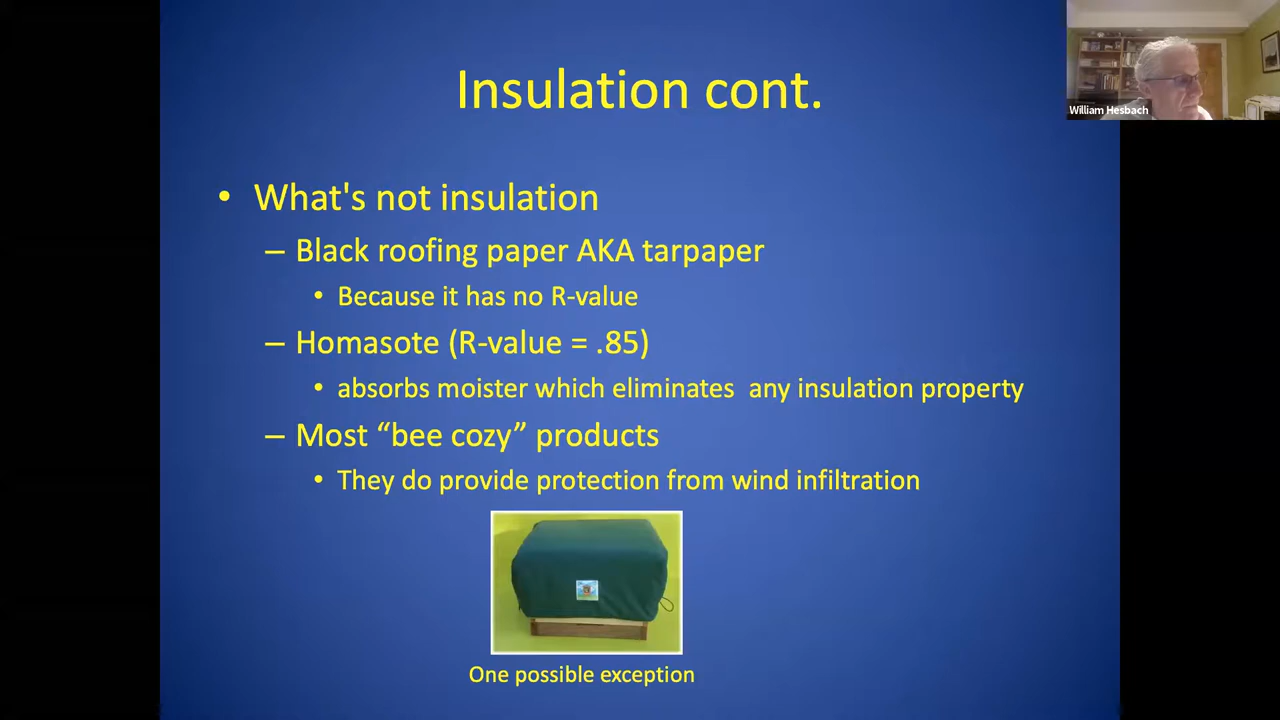 Insulation cont.
William Hesbach
• What's not insulation
– Black roofing paper AKA tarpaper
• Because it has no R-value
– Homasote (R-value = .85)
• absorbs moister which eliminates any insulation property
– Most “bee cozy” products
• They do provide protection from wind infiltration
One possible exception